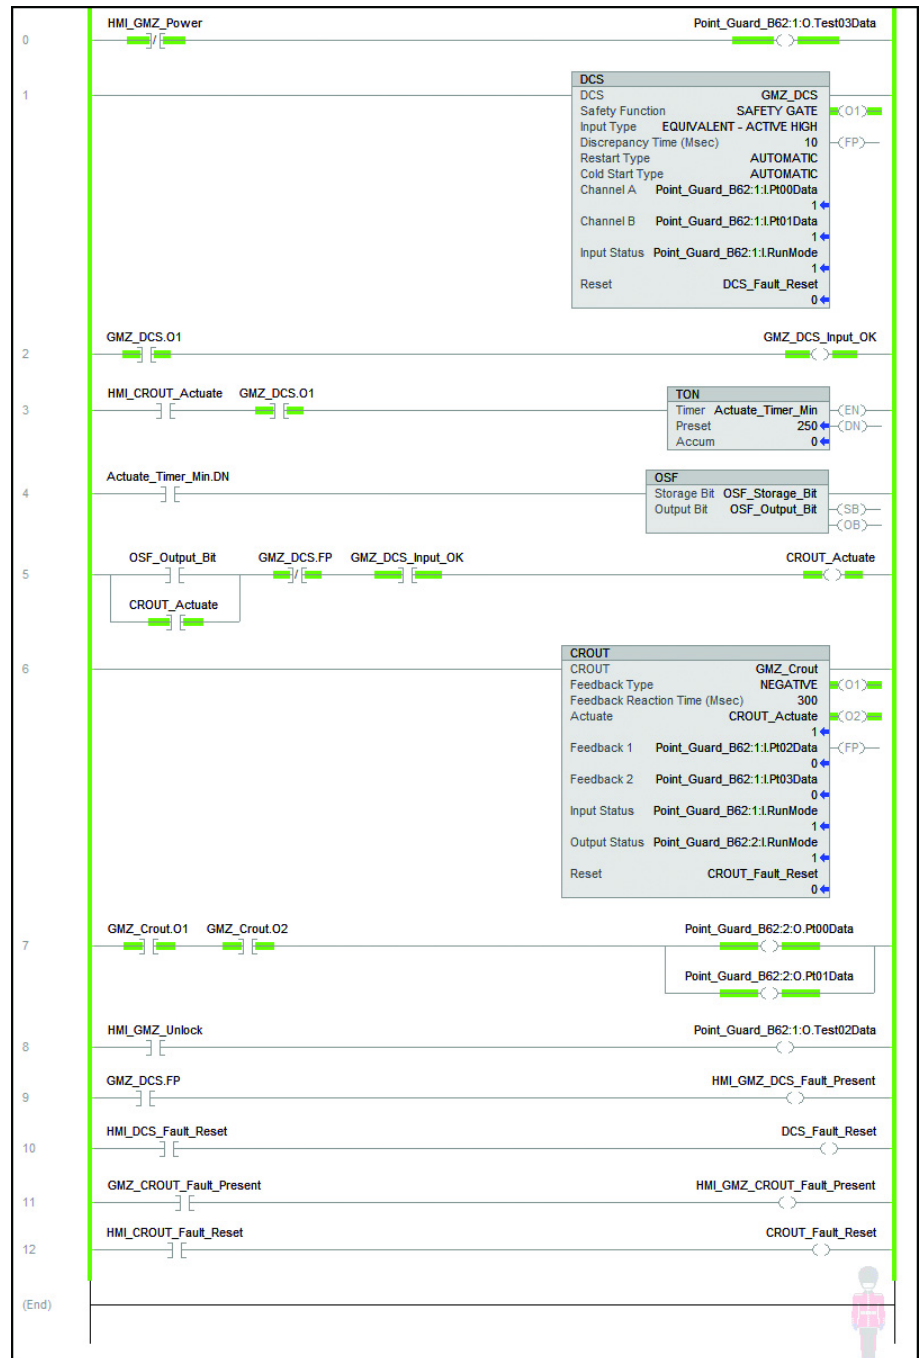 HMI_GMZ_Power Point_Guard_B62:1:O.Test03Data
0
DCS
1 DCS GMZ_DCS
Safety Function SAFETY GATE (O1)
Input Type EQUIVALENT - ACTIVE HIGH
Discrepancy Time (Msec) 10 (FP)
Restart Type AUTOMATIC
Cold Start Type AUTOMATIC
Channel A Point_Guard_B62:1:I.Pt00Data
1
Channel B Point_Guard_B62:1:I.Pt01Data
1
Input Status Point_Guard_B62:1:I.RunMode
1
Reset DCS_Fault_Reset
0
GMZ_DCS.O1 GMZ_DCS_Input_OK
2
HMI_CROUT_Actuate GMZ_DCS.O1 TON
3 Timer Actuate_Timer_Min (EN)
Preset 250 (DN)
Accum 0
Actuate_Timer_Min.DN OSF
4 Storage Bit OSF_Storage_Bit
Output Bit OSF_Output_Bit (SB)
(OB)
OSF_Output_Bit GMZ_DCS.FP GMZ_DCS_Input_OK CROUT_Actuate
5
CROUT_Actuate
CROUT
6 CROUT GMZ_Crout
Feedback Type NEGATIVE (O1)
Feedback Reaction Time (Msec) 300
Actuate CROUT_Actuate (O2)
1
Feedback 1 Point_Guard_B62:1:I.Pt02Data (FP)
0
Feedback 2 Point_Guard_B62:1:I.Pt03Data
0
Input Status Point_Guard_B62:1:I.RunMode
1
Output Status Point_Guard_B62:2:I.RunMode
1
Reset CROUT_Fault_Reset
0
GMZ_Crout.O1 GMZ_Crout.O2 Point_Guard_B62:2:O.Pt00Data
7
Point_Guard_B62:2:O.Pt01Data
HMI_GMZ_Unlock Point_Guard_B62:1:O.Test02Data
8
GMZ_DCS.FP HMI_GMZ_DCS_Fault_Present
9
HMI_DCS_Fault_Reset DCS_Fault_Reset
10
GMZ_CROUT_Fault_Present HMI_GMZ_CROUT_Fault_Present
11
HMI_CROUT_Fault_Reset CROUT_Fault_Reset
12
(End)